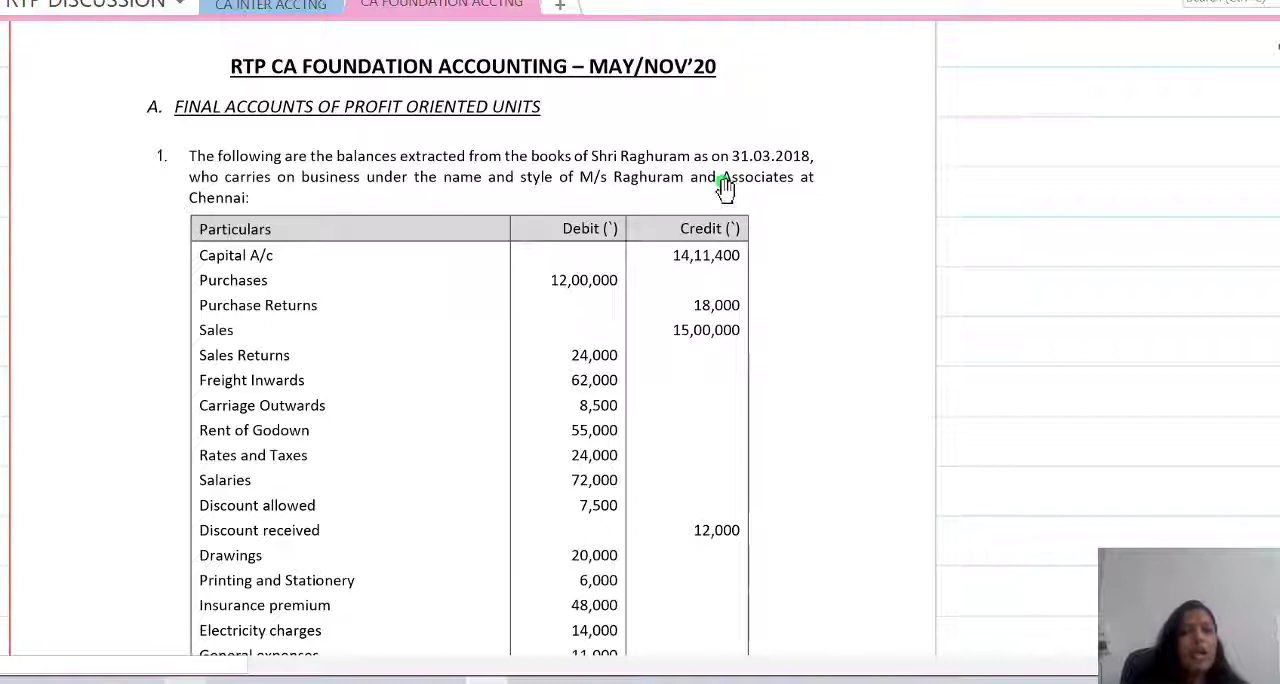 RTP DISCUSSION
CA INTER ACCTNG
CA FOUNDATION ACCTNG
+
Search (Ctrl+E)
RTP CA FOUNDATION ACCOUNTING – MAY/NOV'20
A. FINAL ACCOUNTS OF PROFIT ORIENTED UNITS
1. The following are the balances extracted from the books of Shri Raghuram as on 31.03.2018,
who carries on business under the name and style of M/s Raghuram and Associates at
Chennai:
Particulars Debit (`) Credit (`)
Capital A/c 14,11,400
Purchases 12,00,000
Purchase Returns 18,000
Sales 15,00,000
Sales Returns 24,000
Freight Inwards 62,000
Carriage Outwards 8,500
Rent of Godown 55,000
Rates and Taxes 24,000
Salaries 72,000
Discount allowed 7,500
Discount received 12,000
Drawings 20,000
Printing and Stationery 6,000
Insurance premium 48,000
Electricity charges 14,000
General expenses 11,000